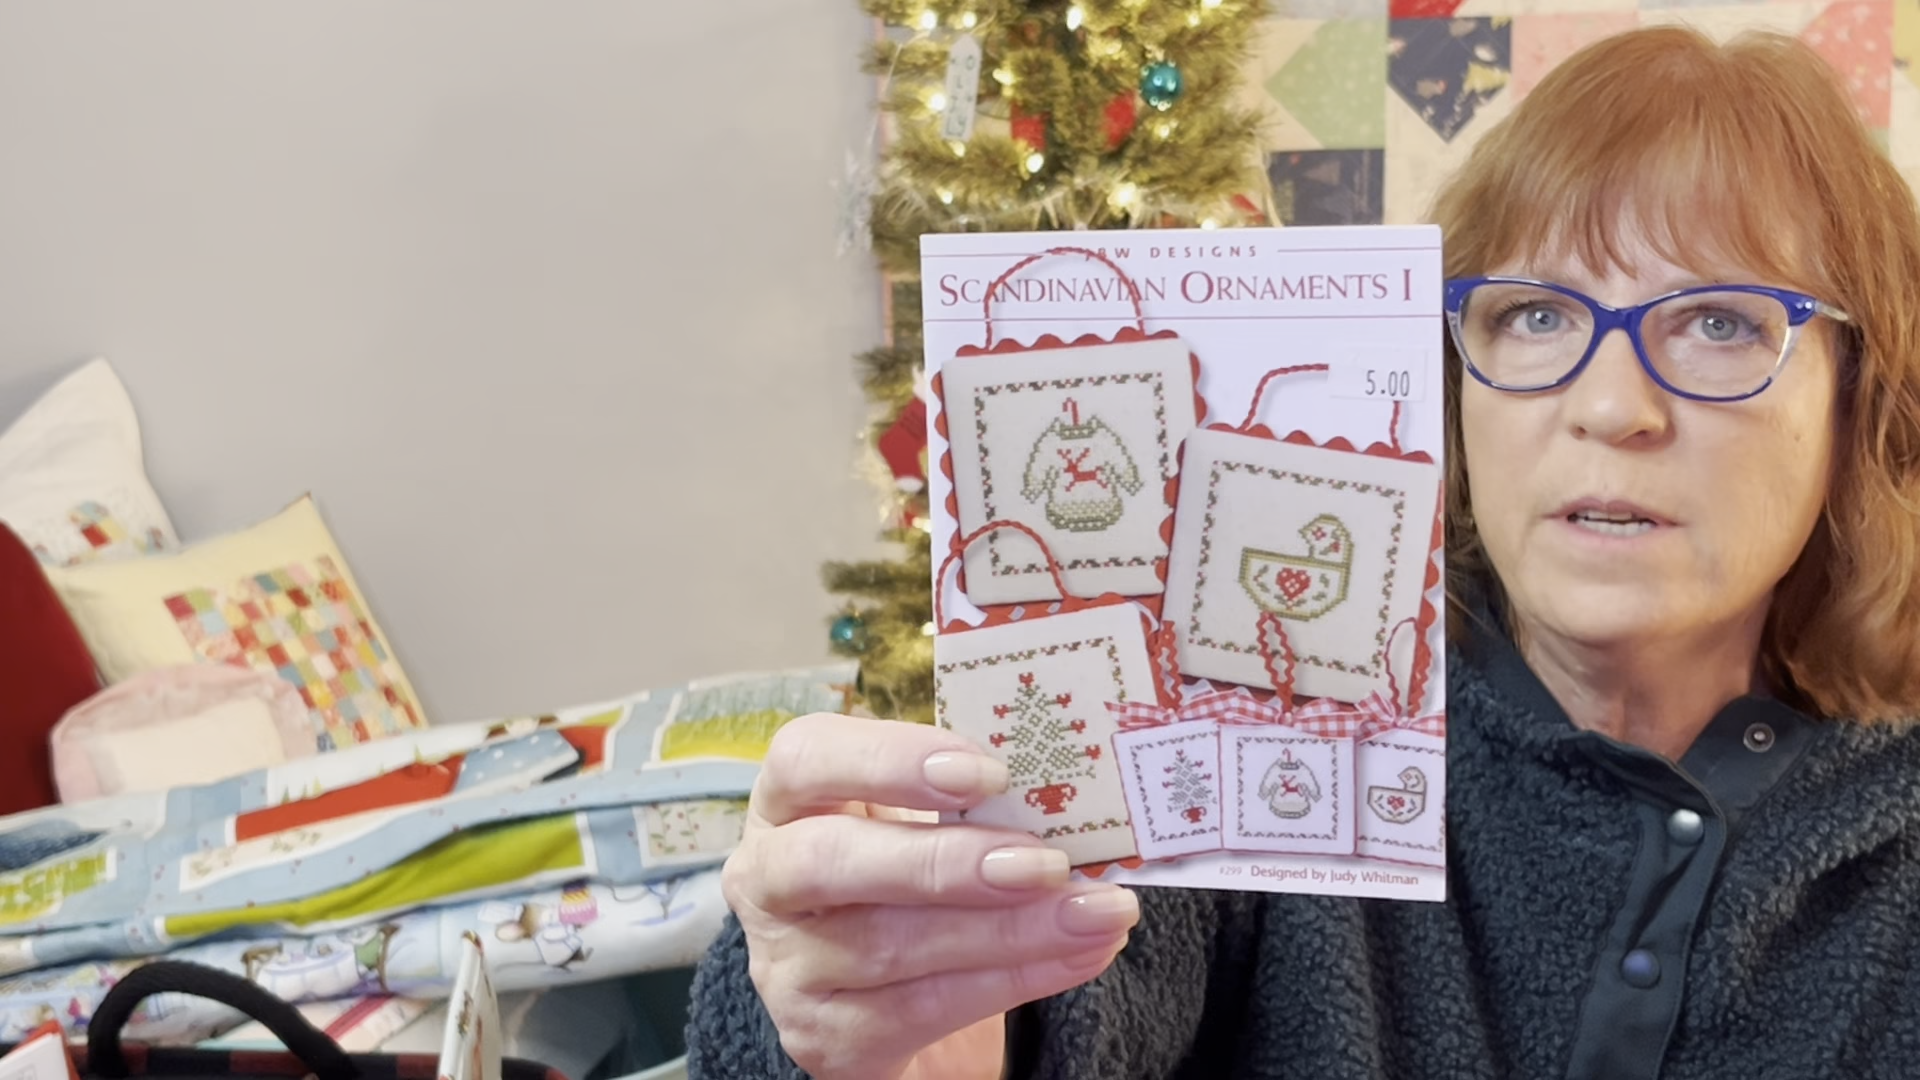 JBW DESIGNS
SCANDINAVIAN ORNAMENTS I
5.00
#299 Designed by Judy Whitman